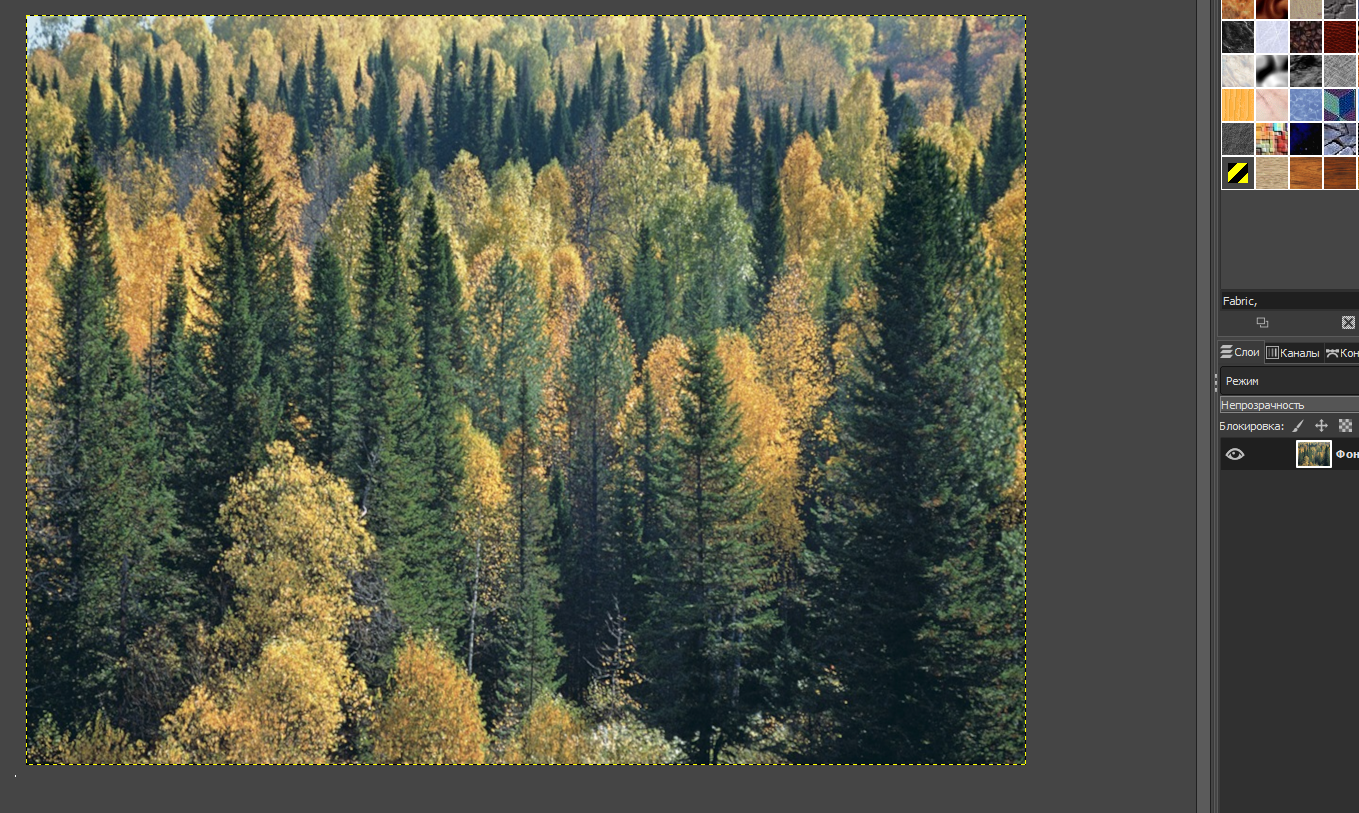 Fabric,
Слои Каналы Кон
Режим
Непрозрачность
Блокировка:
Фон